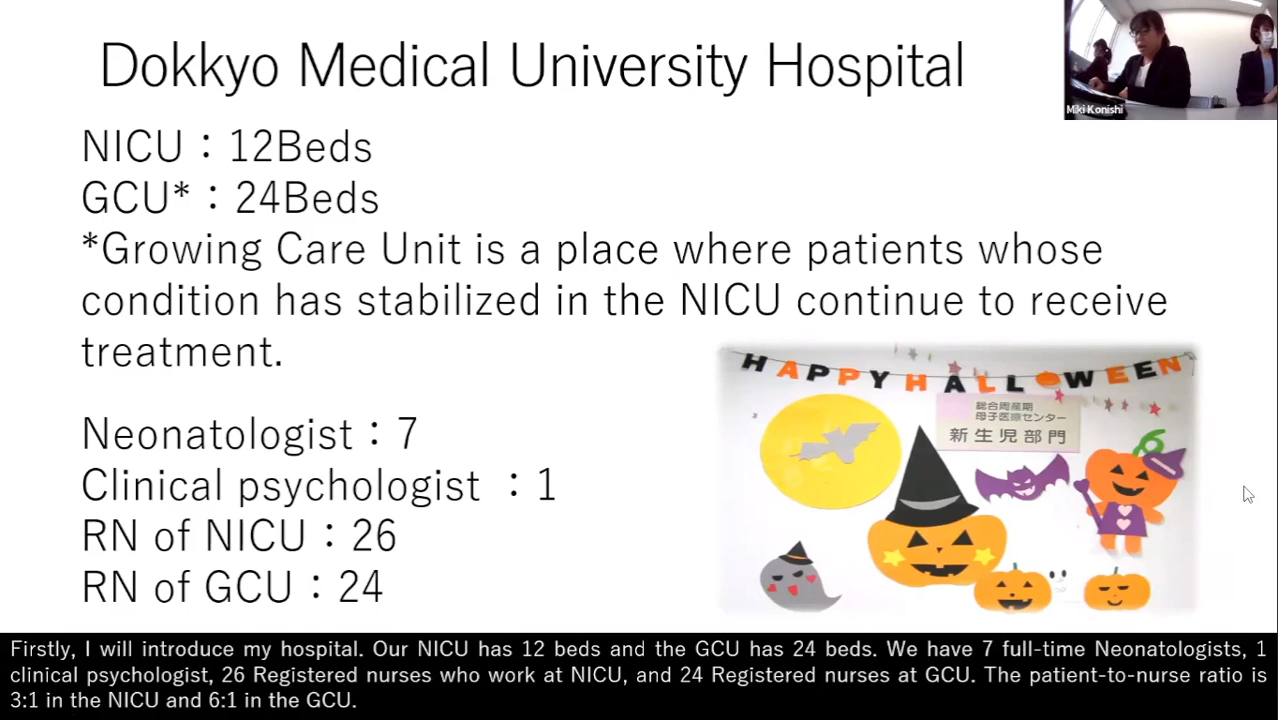 Dokkyo Medical University Hospital
Miki Konishi
NICU：12Beds
GCU*：24Beds
*Growing Care Unit is a place where patients whose
condition has stabilized in the NICU continue to receive
treatment.
Neonatologist：7
Clinical psychologist ：1
RN of NICU：26
RN of GCU：24
HAPPY HALLOWEEN
総合周産期
母子医療センター
新生児部門
Firstly, I will introduce my hospital. Our NICU has 12 beds and the GCU has 24 beds. We have 7 full-time Neonatologists, 1
clinical psychologist, 26 Registered nurses who work at NICU, and 24 Registered nurses at GCU. The patient-to-nurse ratio is
3:1 in the NICU and 6:1 in the GCU.